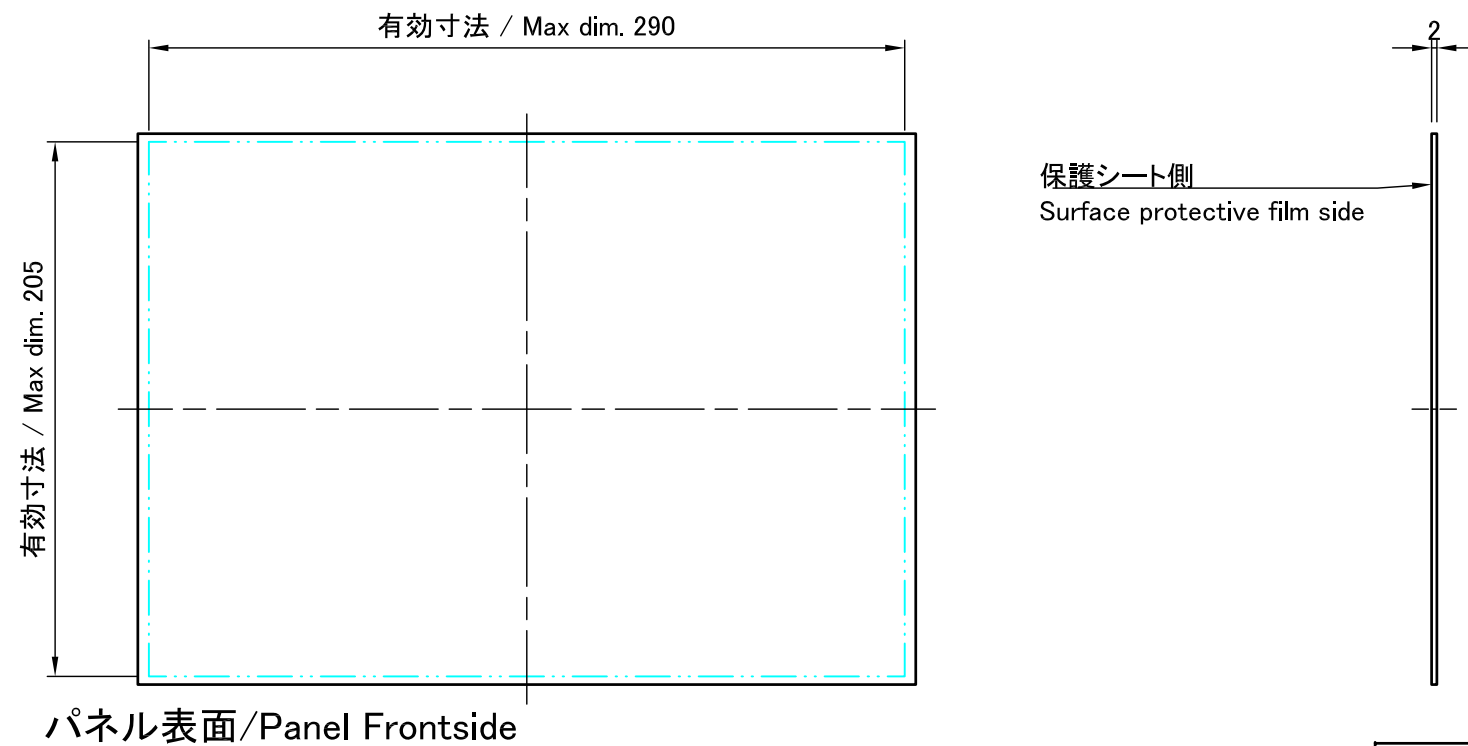 有効寸法 / Max dim. 290
2
保護シート側
Surface protective film side
有効寸法 / Max dim. 205
パネル表面/Panel Frontside